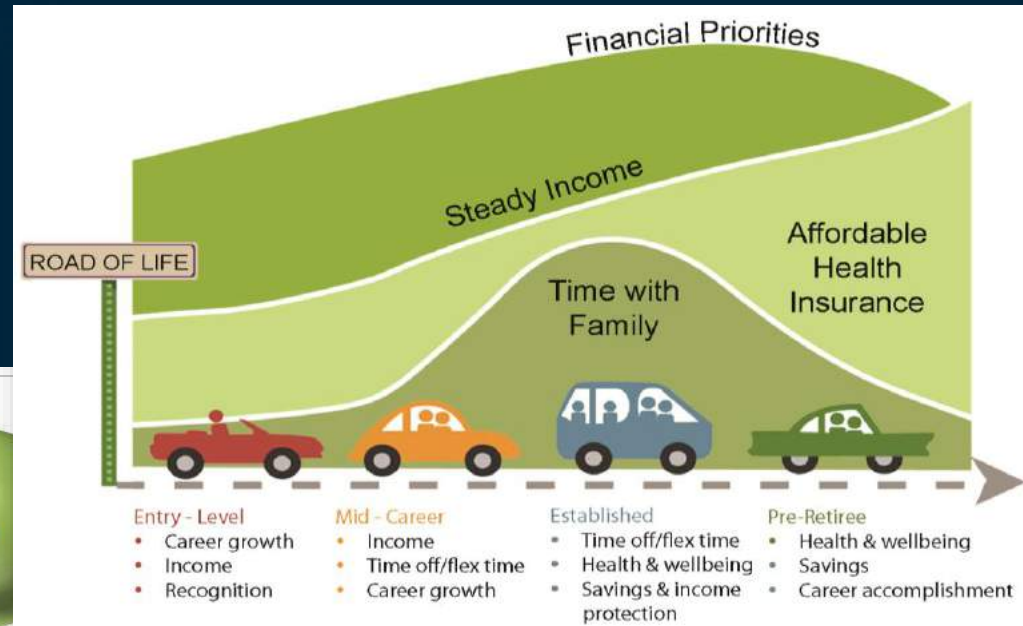 Financial Priorities
Steady Income
ROAD OF LIFE
Affordable
Health
Insurance
Time with
Family
Entry - Level
• Career growth
• Income
• Recognition
Mid - Career
• Income
• Time off/flex time
• Career growth
Established
• Time off/flex time
• Health & wellbeing
• Savings & income
protection
Pre-Retiree
• Health & wellbeing
• Savings
• Career accomplishment